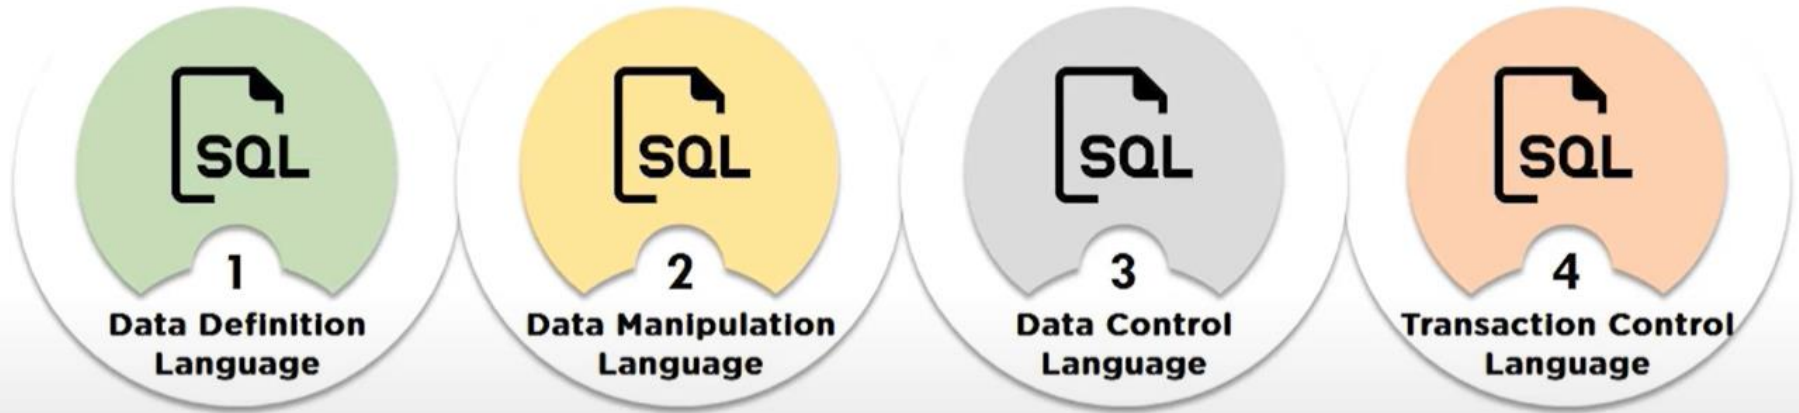 SQL
1
Data Definition
Language
SQL
2
Data Manipulation
Language
SQL
3
Data Control
Language
SQL
4
Transaction Control
Language